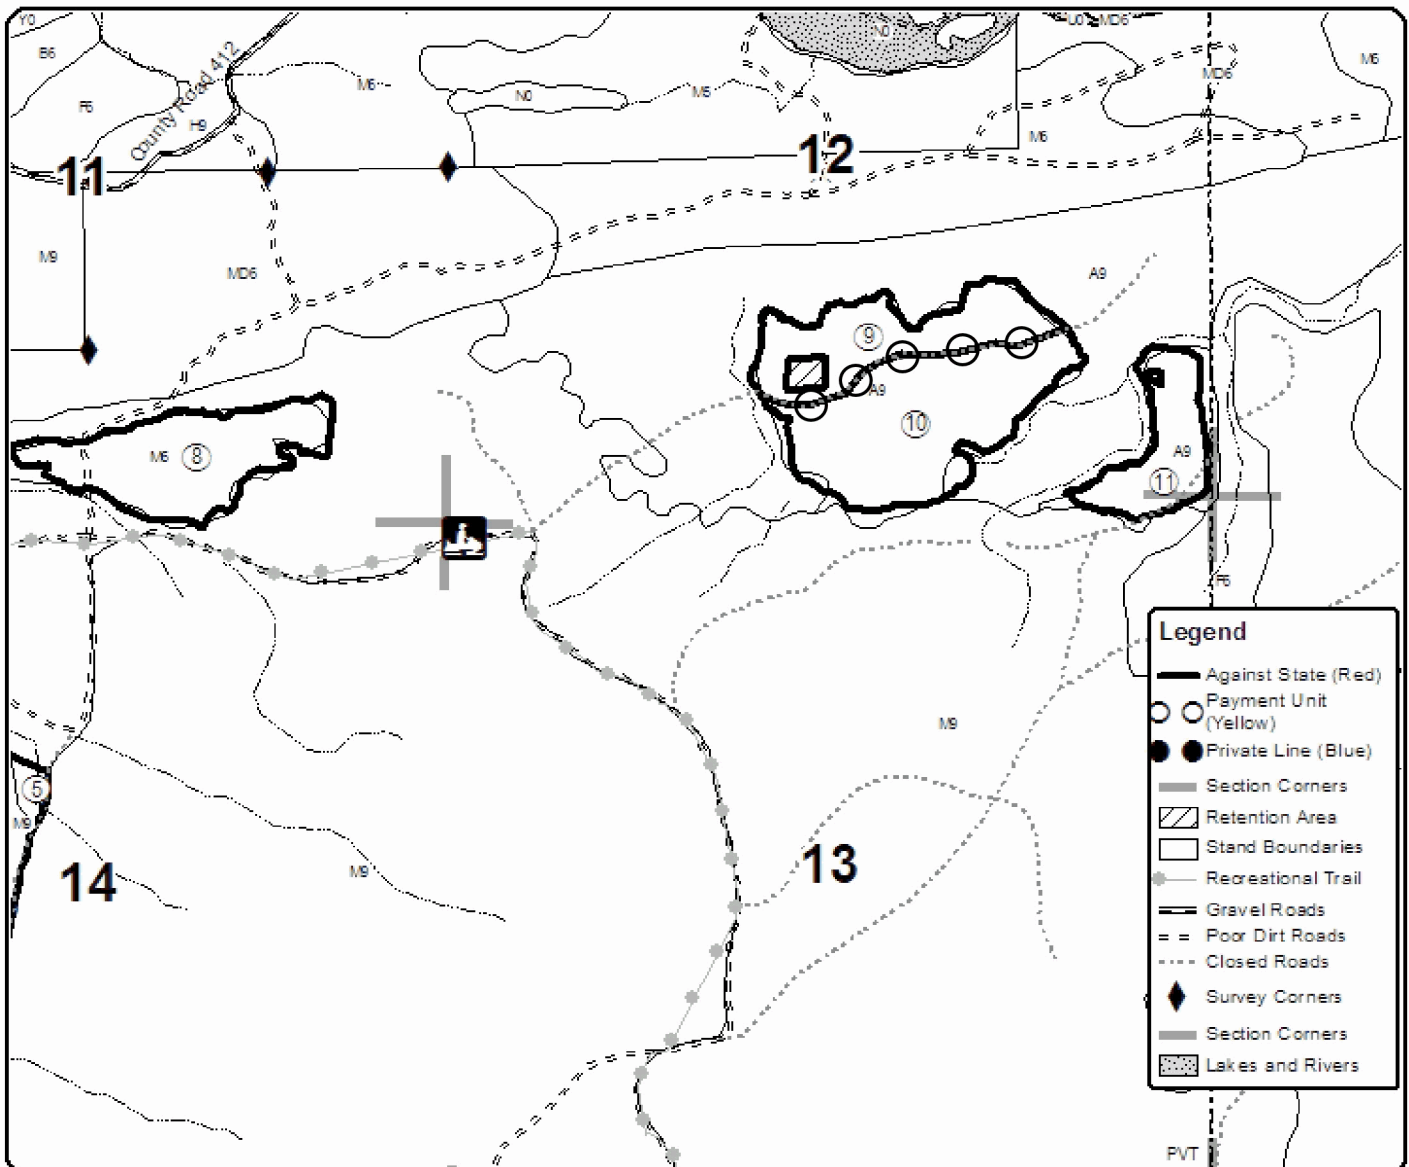 Y0
N0
U0
MD6
B6
M6
MD6
M6
F6
County Road 412
N0
M5
H9
12
M6
11
M9
MD6
A9
9
A9
10
M6
8
A9
11
F6
Legend
Against State (Red)
Payment Unit
(Yellow)
M9
Private Line (Blue)
5
Section Corners
M9
Retention Area
Stand Boundaries
14
M9
13
Recreational Trail
Gravel Roads
Poor Dirt Roads
Closed Roads
Survey Corners
Section Corners
Lakes and Rivers
PVT